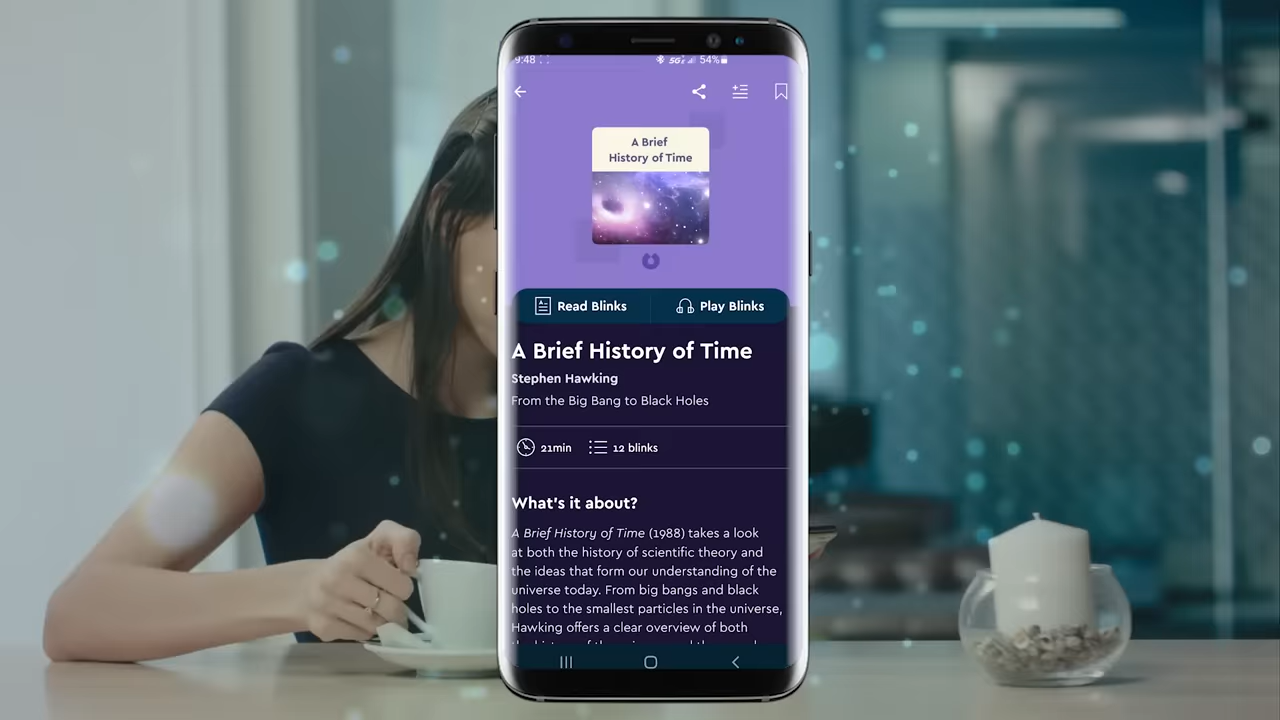 9:48
5G 54%
A Brief
History of Time
Read Blinks Play Blinks
A Brief History of Time
Stephen Hawking
From the Big Bang to Black Holes
21min 12 blinks
What's it about?
A Brief History of Time (1988) takes a look
at both the history of scientific theory and
the ideas that form our understanding of the
universe today. From big bangs and black
holes to the smallest particles in the universe,
Hawking offers a clear overview of both